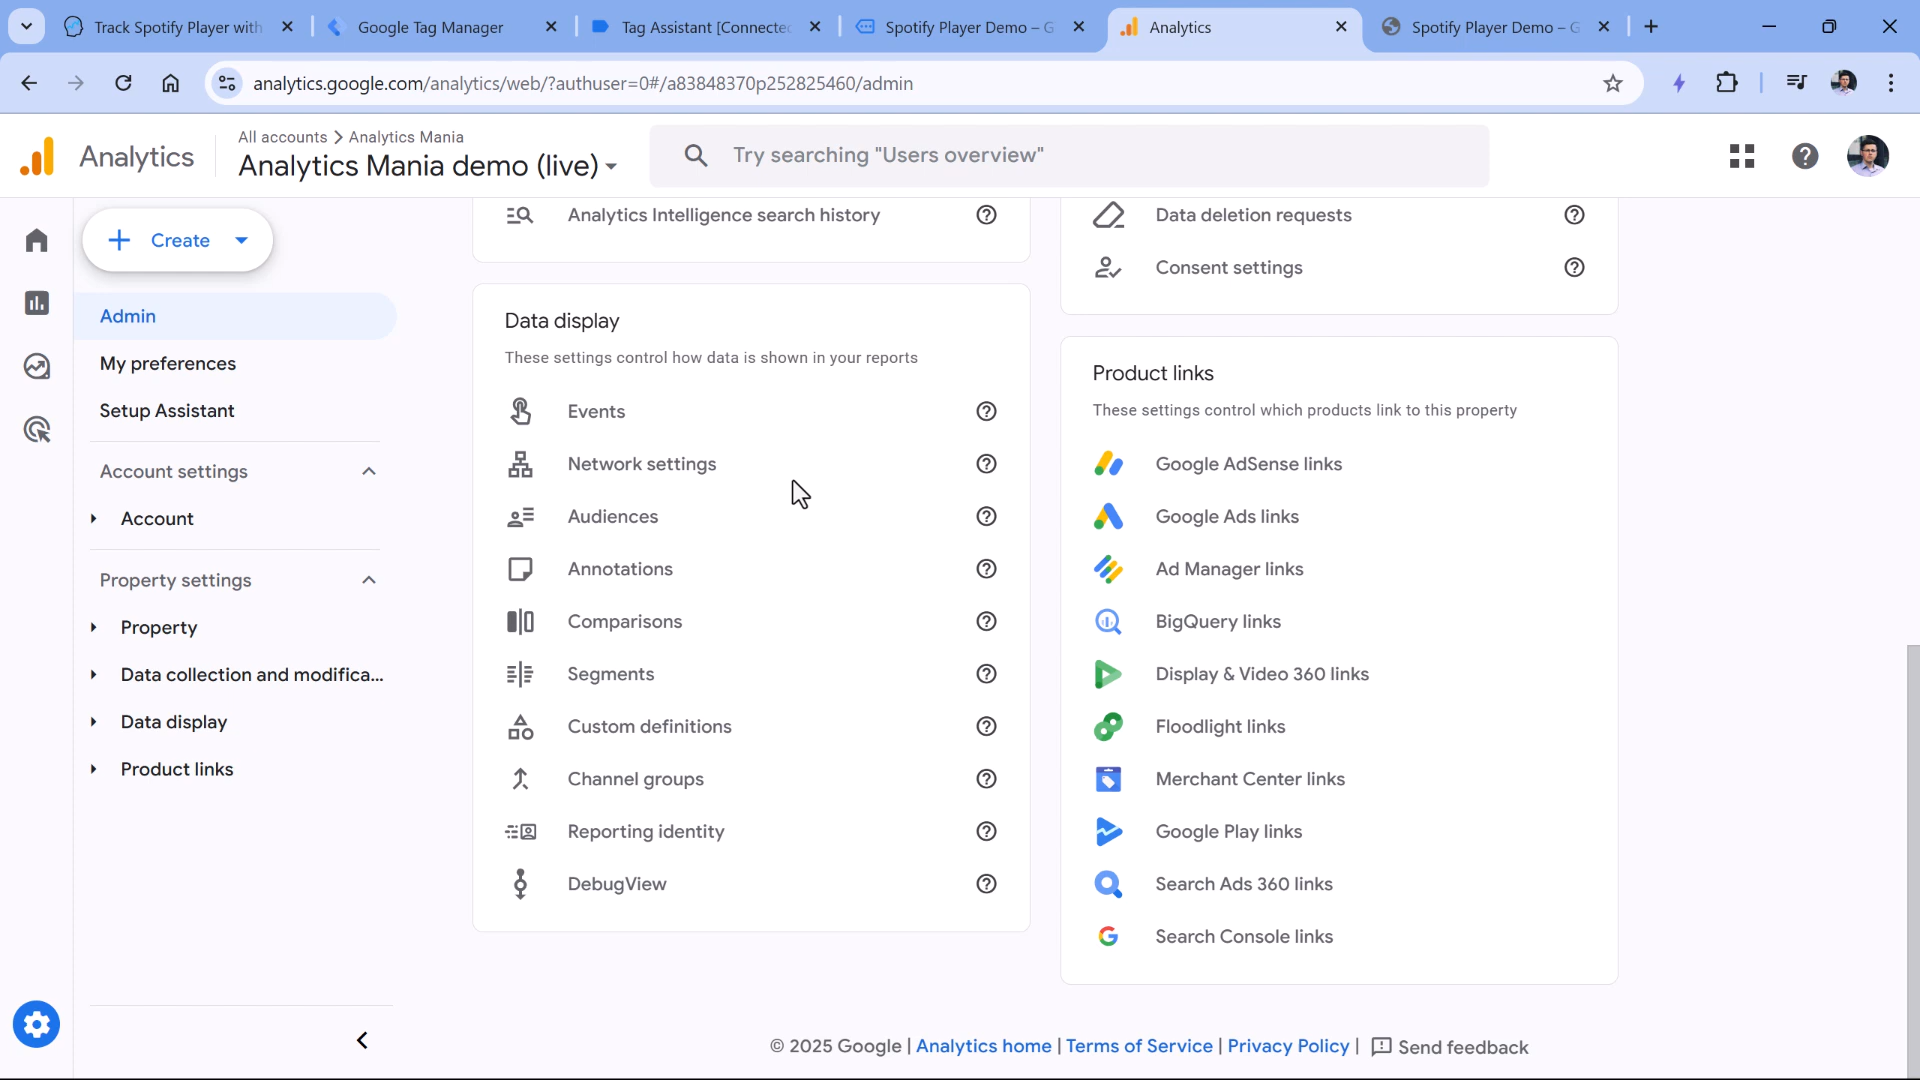 Track Spotify Player with
Google Tag Manager
Tag Assistant [Connected
Spotify Player Demo – G
Analytics
Spotify Player Demo – G
analytics.google.com/analytics/web/?authuser=0#/a83848370p252825460/admin
Analytics
All accounts > Analytics Mania
Analytics Mania demo (live)
Try searching "Users overview"
Create
Admin
My preferences
Setup Assistant
Account settings
Account
Property settings
Property
Data collection and modifica...
Data display
Product links
Analytics Intelligence search history
Data display
These settings control how data is shown in your reports
Events
Network settings
Audiences
Annotations
Comparisons
Segments
Custom definitions
Channel groups
Reporting identity
DebugView
Data deletion requests
Consent settings
Product links
These settings control which products link to this property
Google AdSense links
Google Ads links
Ad Manager links
BigQuery links
Display & Video 360 links
Floodlight links
Merchant Center links
Google Play links
Search Ads 360 links
Search Console links
© 2025 Google | Analytics home | Terms of Service | Privacy Policy | Send feedback